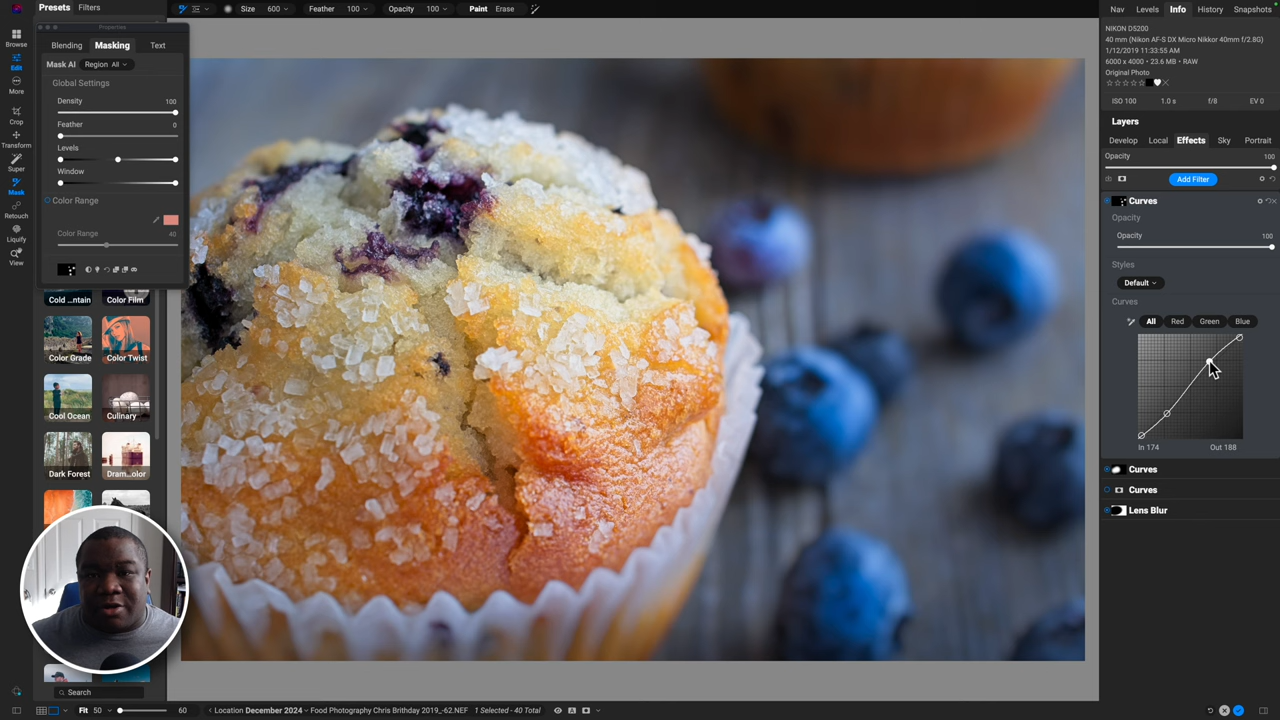 Presets Filters
Size 600 Feather 100 Opacity 100 Paint Erase
Nav Levels Info History Snapshots
Browse
Edit
More
Crop
Transform
Super
Mask
Retouch
Liquify
View
Properties
Blending Masking Text
Mask AI Region All
Global Settings
Density 100
Feather 0
Levels
Window
Color Range
Color Range 40
Cold ...ntain Color Film
Color Grade Color Twist
Cool Ocean Culinary
Dark Forest Dram...olor
Search
NIKON D5200
40 mm (Nikon AF-S DX Micro Nikkor 40mm f/2.8G)
1/12/2019 11:33:55 AM
6000 x 4000 • 23.6 MB • RAW
Original Photo
ISO 100 1.0 s f/8 EV 0
Layers
Develop Local Effects Sky Portrait
Opacity 100
Add Filter
Curves
Opacity
Opacity 100
Styles
Default
Curves
All Red Green Blue
In 174 Out 188
Curves
Curves
Lens Blur
Fit 50 60 Location December 2024 – Food Photography Chris Brithday 2019_-62.NEF 1 Selected - 40 Total